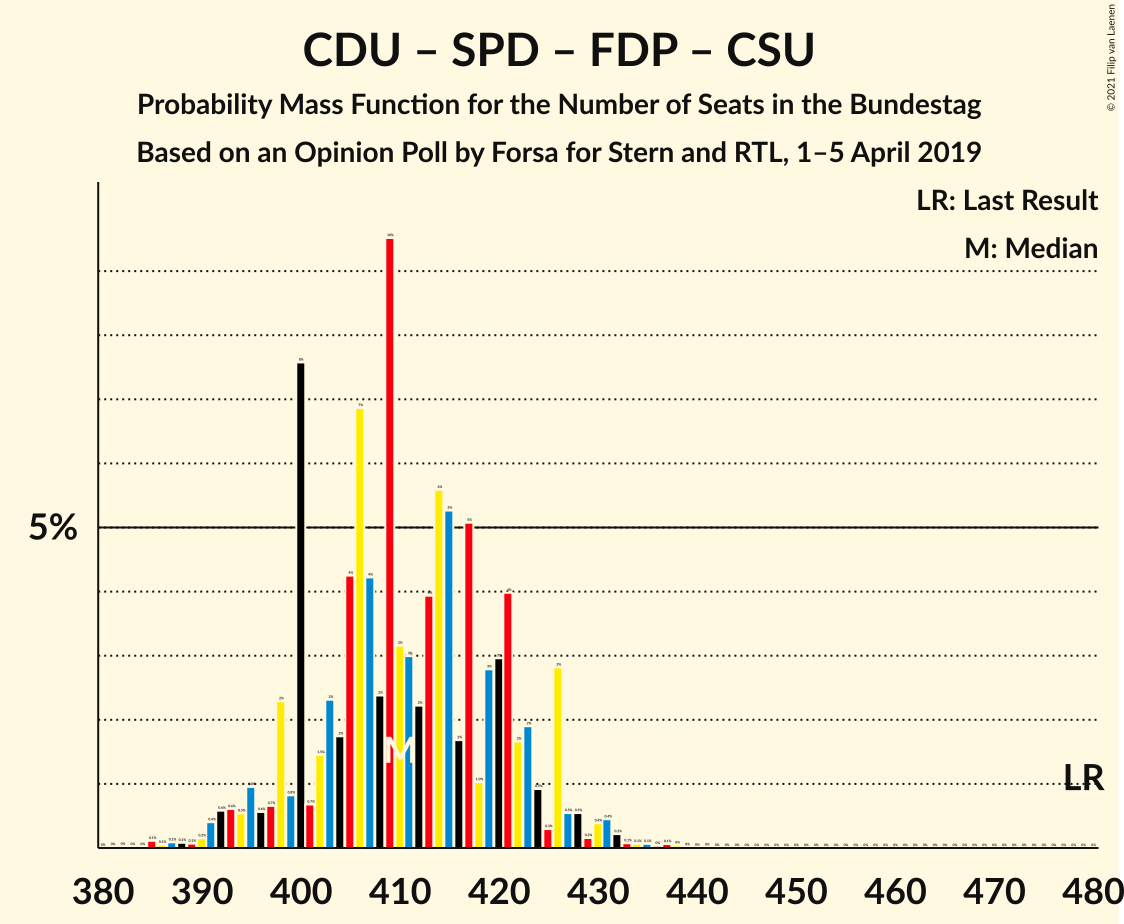 CDU – SPD – FDP – CSU
Probability Mass Function for the Number of Seats in the Bundestag
Based on an Opinion Poll by Forsa for Stern and RTL, 1–5 April 2019
© 2021 Filip van Laenen
LR: Last Result
M: Median
5%
M
LR
380 390 400 410 420 430 440 450 460 470 480